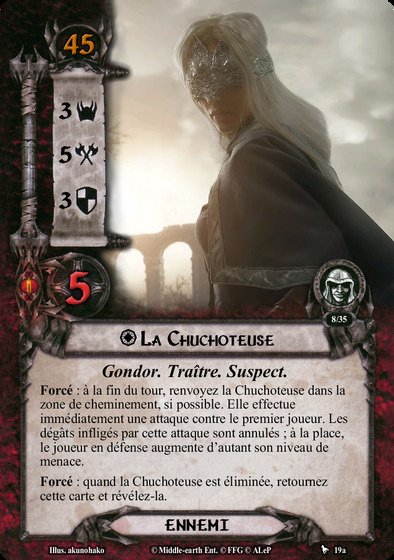 45
3
5
3
5
8/35
La Chuchoteuse
Gondor. Traître. Suspect.
Forcé : à la fin du tour, renvoyez la Chuchoteuse dans la
zone de cheminement, si possible. Elle effectue
immédiatement une attaque contre le premier joueur. Les
dégâts infligés par cette attaque sont annulés ; à la place,
le joueur en défense augmente d'autant son niveau de
menace.
Forcé : quand la Chuchoteuse est éliminée, retournez
cette carte et révélez-la.
ENNEMI
Illus. akunohako
© Middle-earth Ent. © FFG © ALeP
19a